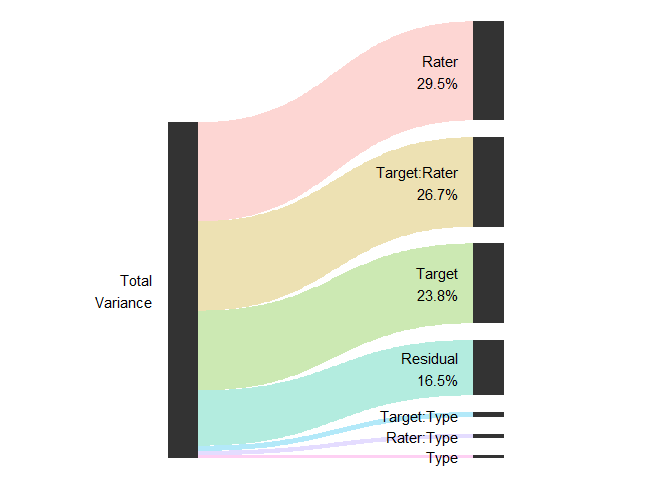 Rater
29.5%
Target:Rater
26.7%
Total
Variance
Target
23.8%
Residual
16.5%
Target:Type
Rater:Type
Type